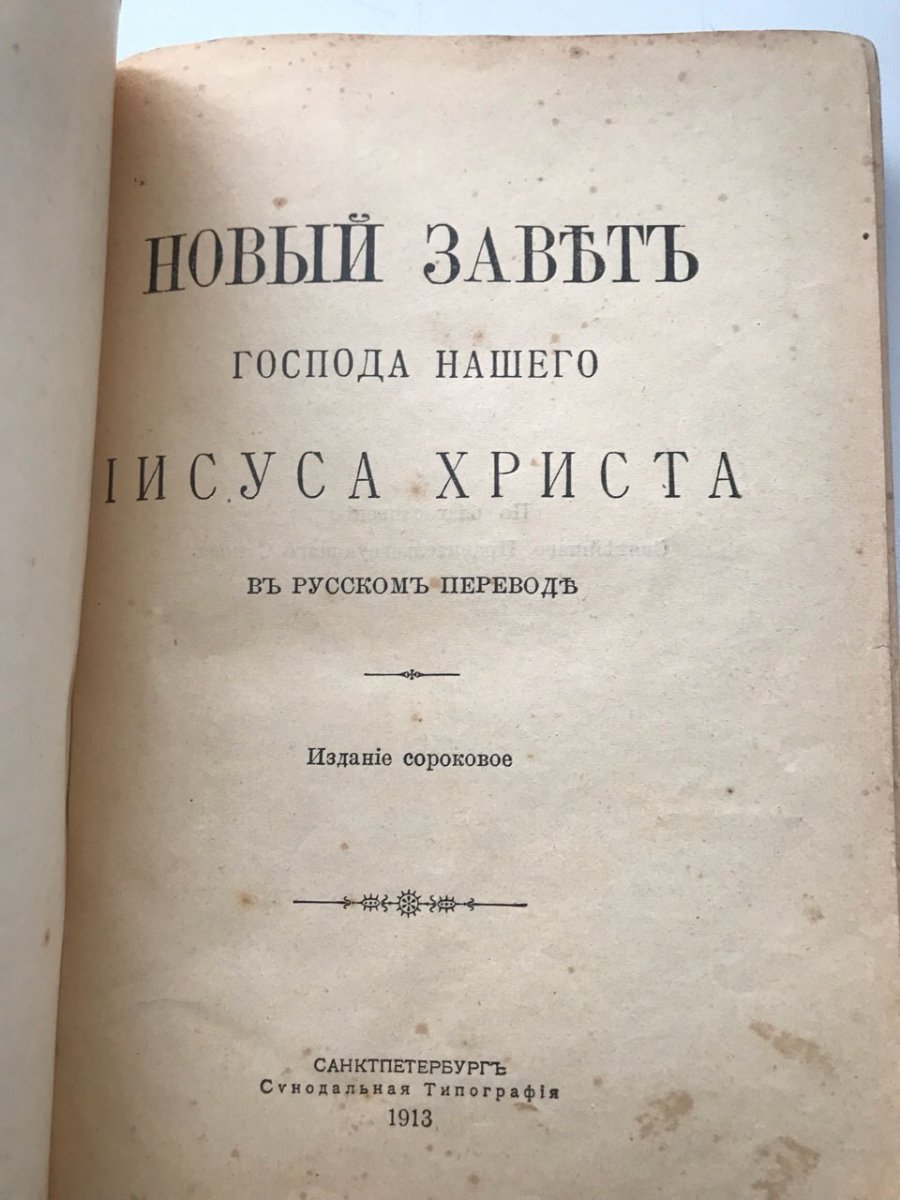 НОВЫЙ ЗАВѢТЪ
ГОСПОДА НАШЕГО
ІИСУСА ХРИСТА
ВЪ РУССКОМЪ ПЕРЕВОДѢ
Изданіе сороковое
САНКТПЕТЕРБУРГЪ
Сѵнодальная Типографія
1913